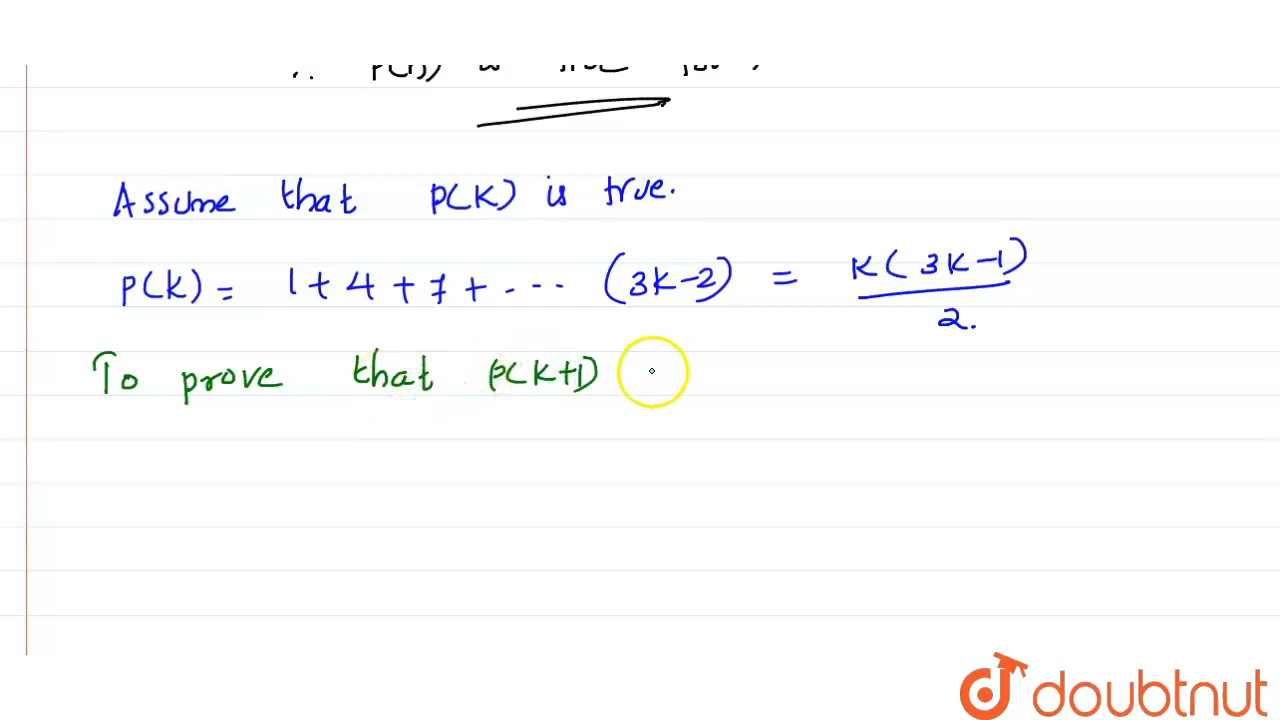 Assume that P(K) is true.
P(K) = 1 + 4 + 7 + .... (3K-2) = K(3K-1)/2.
To prove that P(K+1)
doubtnut